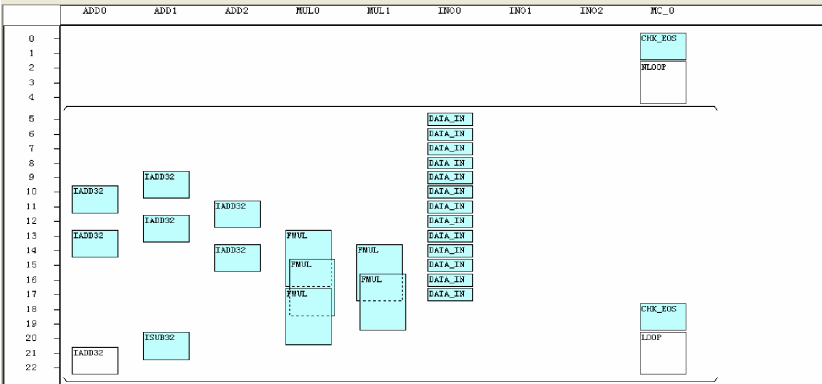 ADD0 ADD1 ADD2 MUL0 MUL1 INO0 INO1 INO2 MC_0
0 CHK_EOS
1
2 NLOOP
3
4
5 DATA_IN
6 DATA_IN
7 DATA_IN
8 DATA_IN
9 IADD32 DATA_IN
10 IADD32 DATA_IN
11 IADD32 DATA_IN
12 IADD32 DATA_IN
13 IADD32 FMUL DATA_IN
14 IADD32 FMUL DATA_IN
15 FMUL DATA_IN
16 FMUL DATA_IN
17 FMUL DATA_IN
18 CHK_EOS
19
20 ISUB32 LOOP
21 IADD32
22